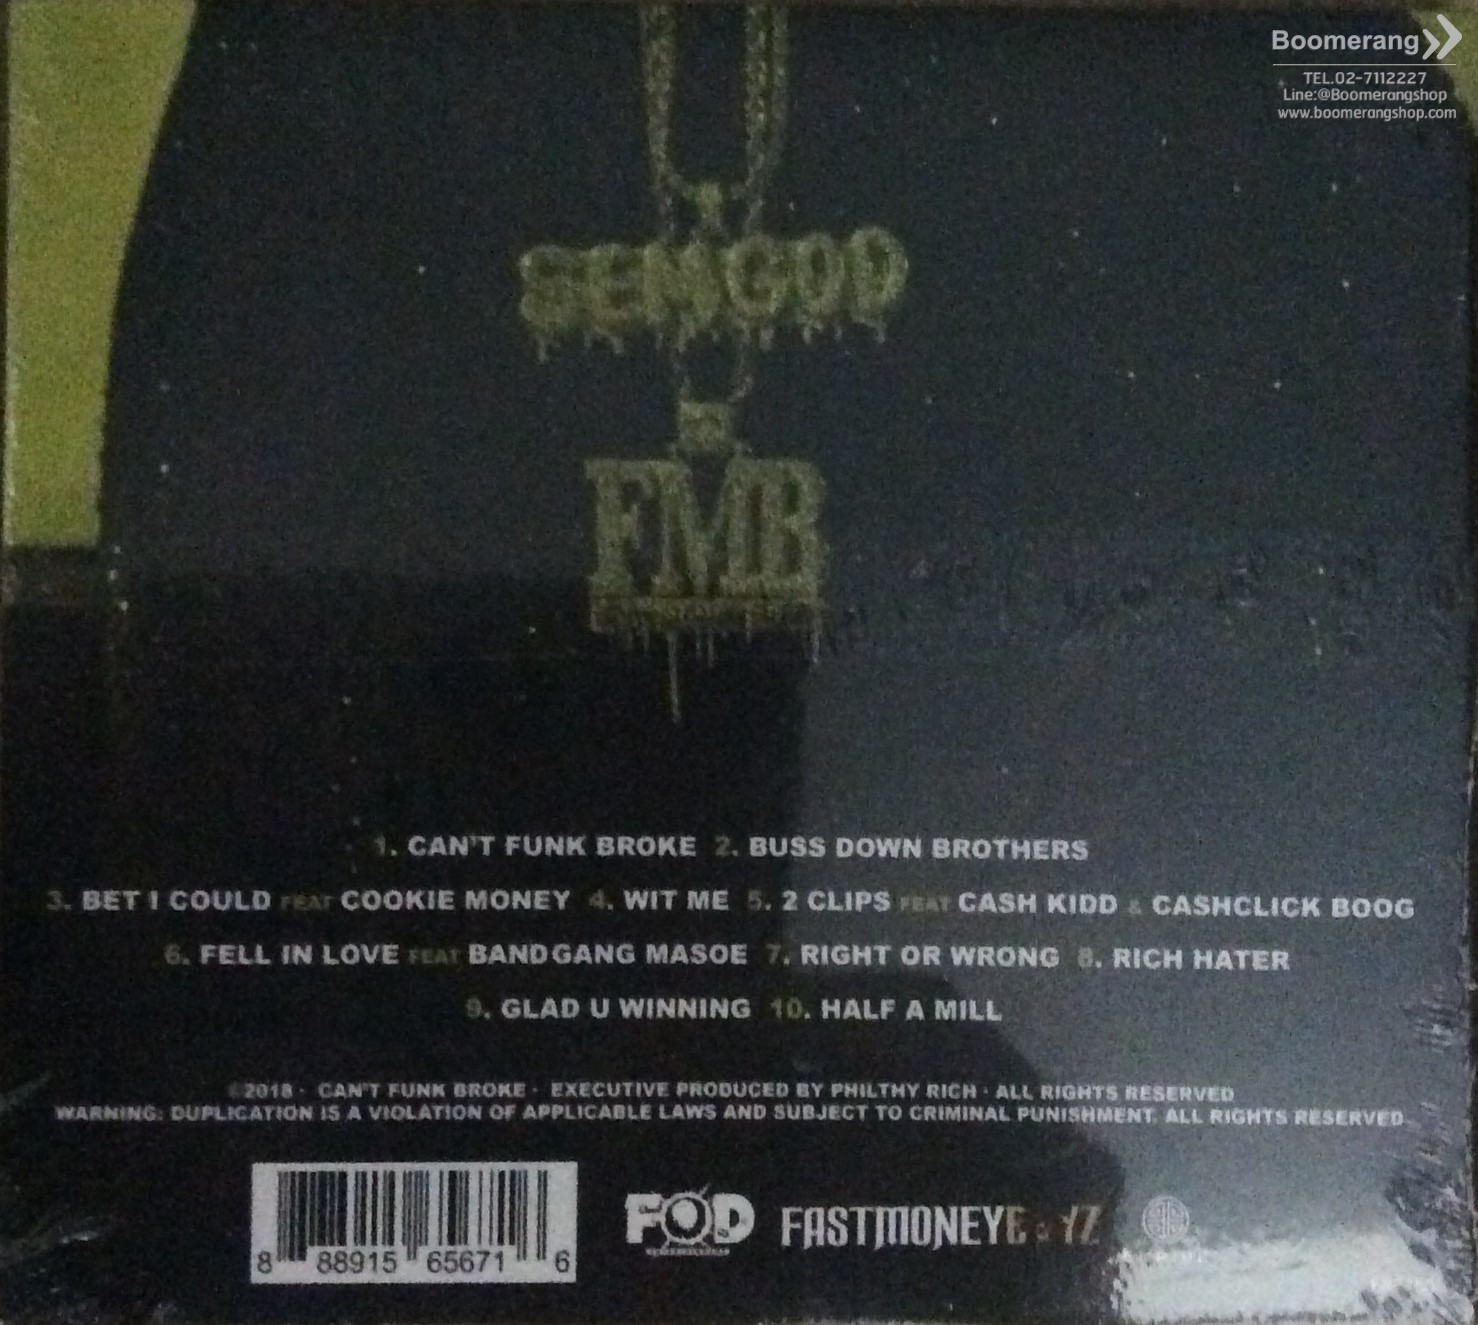 Boomerang
TEL.02-7112227
Line:@Boomerangshop
www.boomerangshop.com
SEMGOD
FMB
1. CAN'T FUNK BROKE 2. BUSS DOWN BROTHERS
3. BET I COULD FEAT COOKIE MONEY 4. WIT ME 5. 2 CLIPS FEAT CASH KIDD & CASHCLICK BOOG
6. FELL IN LOVE FEAT BANDGANG MASOE 7. RIGHT OR WRONG 8. RICH HATER
9. GLAD U WINNING 10. HALF A MILL
©2018 · CAN'T FUNK BROKE · EXECUTIVE PRODUCED BY PHILTHY RICH · ALL RIGHTS RESERVED
WARNING: DUPLICATION IS A VIOLATION OF APPLICABLE LAWS AND SUBJECT TO CRIMINAL PUNISHMENT. ALL RIGHTS RESERVED
8 88915 65671 6
FOD
FASTMONEYBOYZ